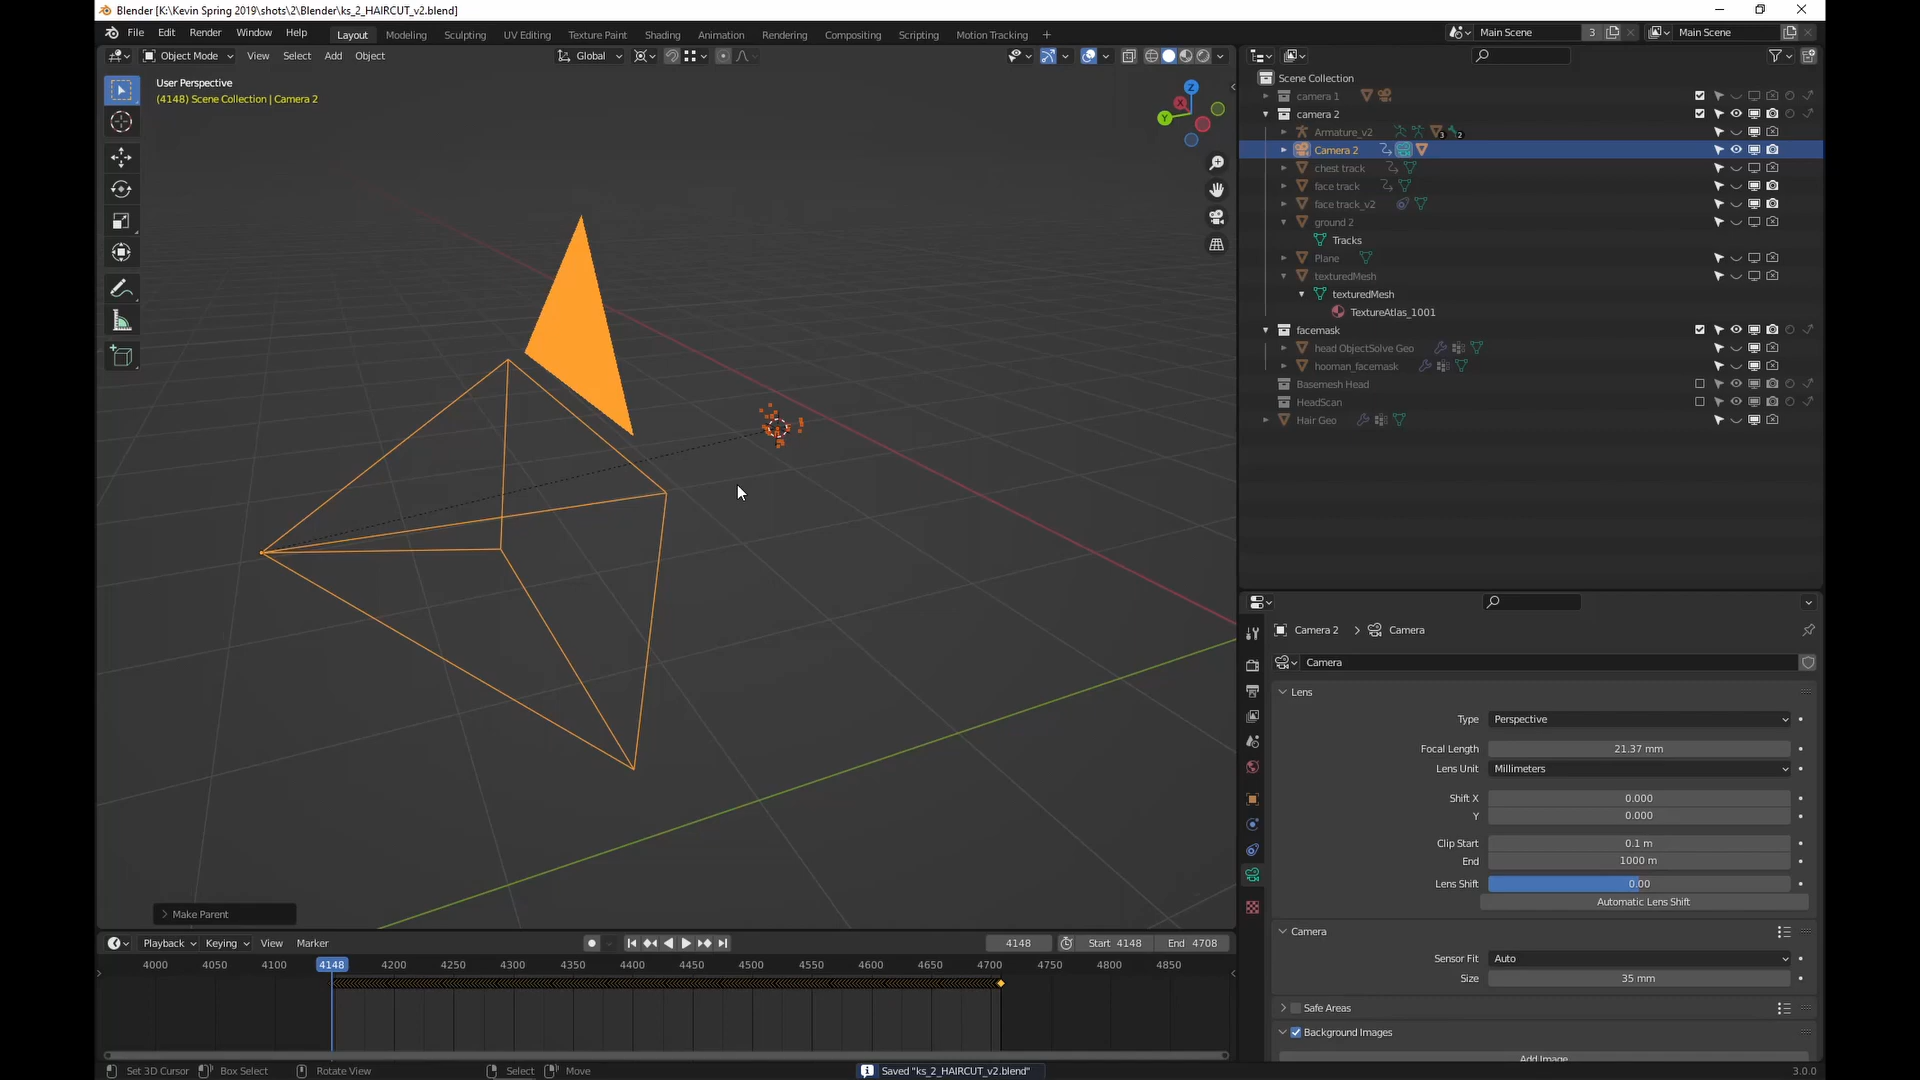 Blender [K:\Kevin Spring 2019\shots\2\Blender\ks_2_HAIRCUT_v2.blend]
File Edit Render Window Help Layout Modeling Sculpting UV Editing Texture Paint Shading Animation Rendering Compositing Scripting Motion Tracking + Main Scene 3 Main Scene
Object Mode View Select Add Object Global
User Perspective
(4148) Scene Collection | Camera 2
Z
X
Y
Scene Collection
camera 1
camera 2
Armature_v2 3 2
Camera 2
chest track
face track
face track_v2
ground 2
Tracks
Plane
texturedMesh
texturedMesh
TextureAtlas_1001
facemask
head ObjectSolve Geo
hooman_facemask
Basemesh Head
HeadScan
Hair Geo
Camera 2 > Camera
Camera
Lens
Type Perspective
Focal Length 21.37 mm
Lens Unit Millimeters
Shift X 0.000
Y 0.000
Clip Start 0.1 m
End 1000 m
Lens Shift 0.00
Automatic Lens Shift
Camera
Sensor Fit Auto
Size 35 mm
Safe Areas
Background Images
Add Image
Make Parent
Playback Keying View Marker 4148 Start 4148 End 4708
4000 4050 4100 4148 4200 4250 4300 4350 4400 4450 4500 4550 4600 4650 4700 4750 4800 4850
Set 3D Cursor Box Select Rotate View Select Move Saved "ks_2_HAIRCUT_v2.blend" 3.0.0